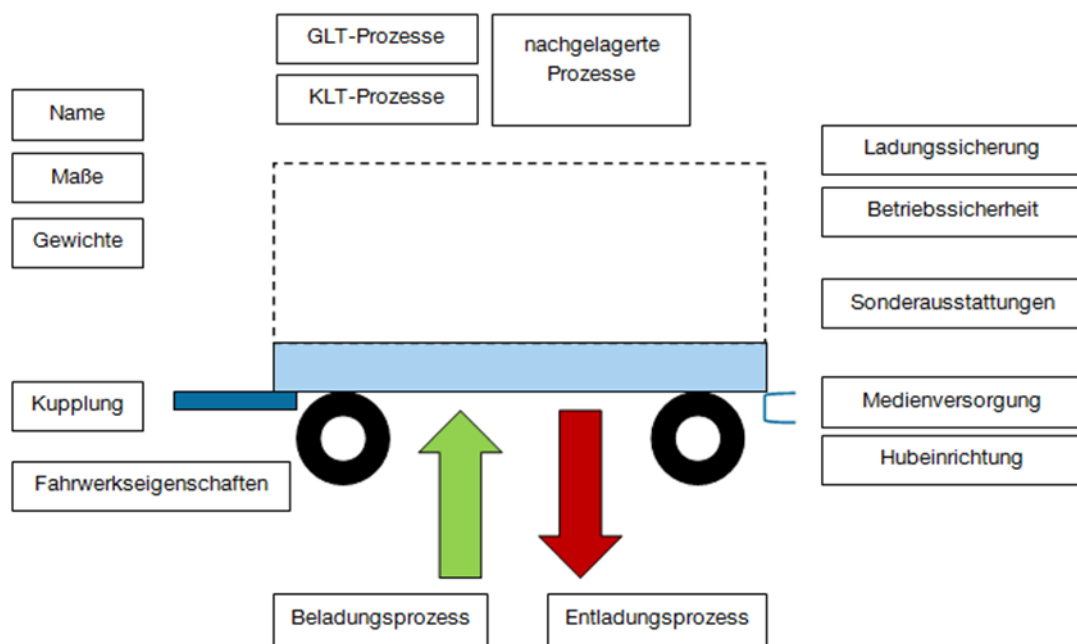 GLT-Prozesse
KLT-Prozesse
nachgelagerte
Prozesse
Name
Maße
Gewichte
Ladungssicherung
Betriebssicherheit
Sonderausstattungen
Kupplung
Medienversorgung
Hubeinrichtung
Fahrwerkseigenschaften
Beladungsprozess
Entladungsprozess